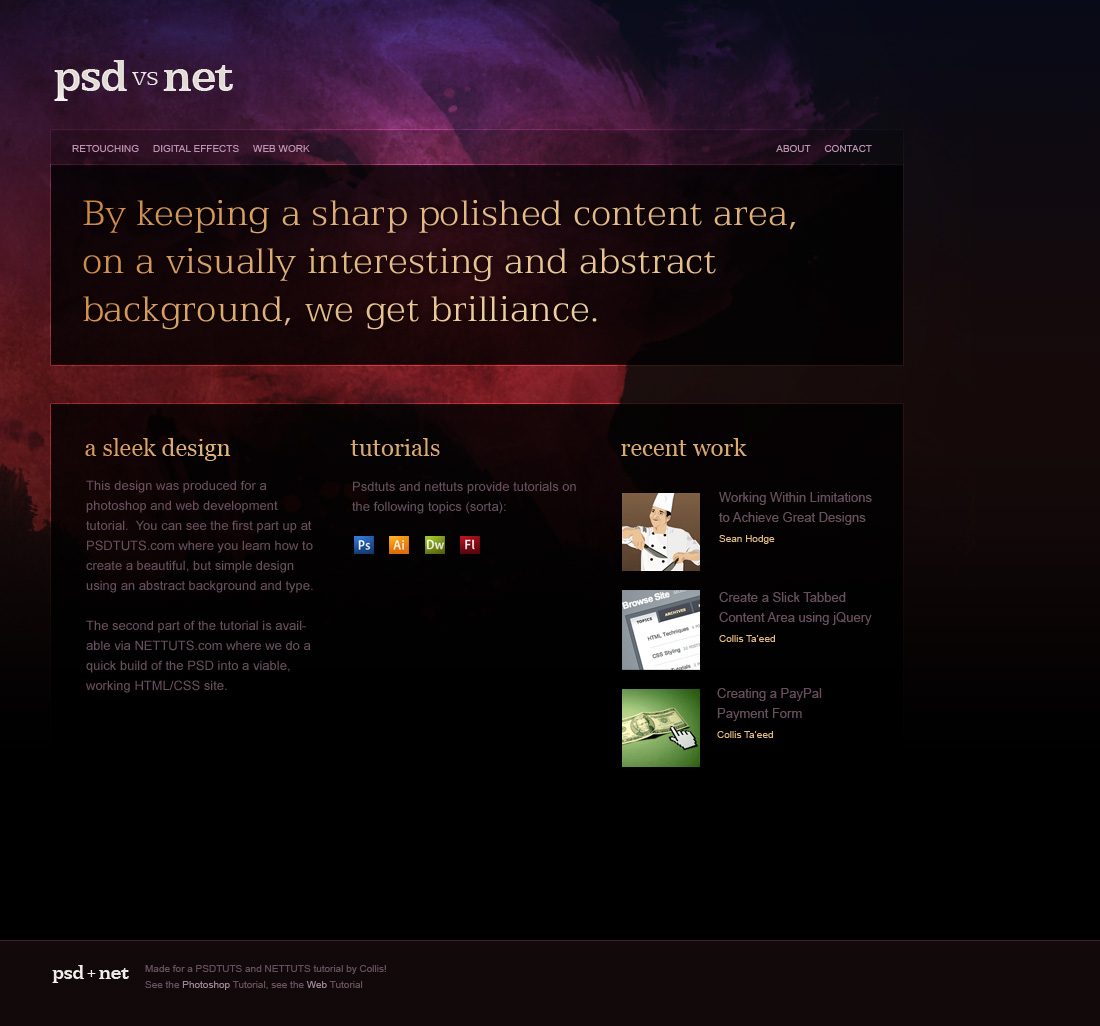 psd vs net
RETOUCHING DIGITAL EFFECTS WEB WORK ABOUT CONTACT
By keeping a sharp polished content area,
on a visually interesting and abstract
background, we get brilliance.
a sleek design
This design was produced for a
photoshop and web development
tutorial. You can see the first part up at
PSDTUTS.com where you learn how to
create a beautiful, but simple design
using an abstract background and type.
The second part of the tutorial is avail-
able via NETTUTS.com where we do a
quick build of the PSD into a viable,
working HTML/CSS site.
tutorials
Psdtuts and nettuts provide tutorials on
the following topics (sorta):
Ps Ai Dw Fl
recent work
Working Within Limitations
to Achieve Great Designs
Sean Hodge
Browse Site
TOPICS ARCHIVES
HTML Techniques
CSS Styling
Create a Slick Tabbed
Content Area using jQuery
Collis Ta'eed
Creating a PayPal
Payment Form
Collis Ta'eed
psd + net
Made for a PSDTUTS and NETTUTS tutorial by Collis!
See the Photoshop Tutorial, see the Web Tutorial